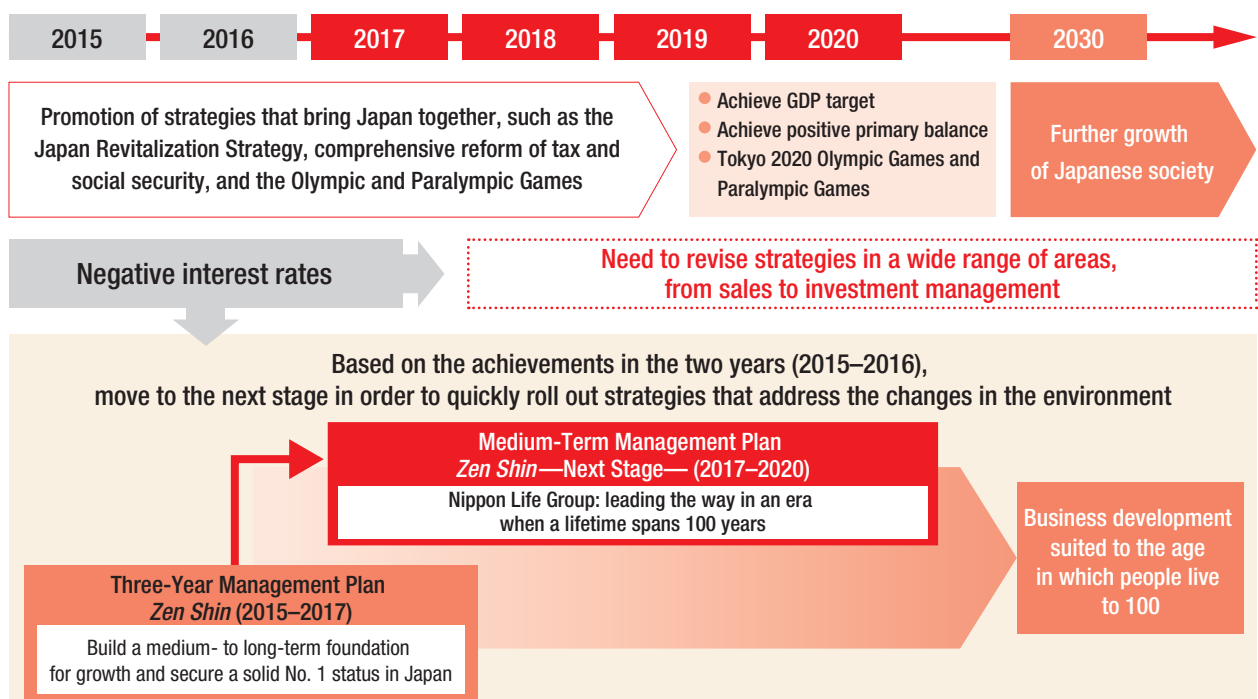 2015 2016 2017 2018 2019 2020 2030
Promotion of strategies that bring Japan together, such as the
Japan Revitalization Strategy, comprehensive reform of tax and
social security, and the Olympic and Paralympic Games
● Achieve GDP target
● Achieve positive primary balance
● Tokyo 2020 Olympic Games and
Paralympic Games
Further growth
of Japanese society
Negative interest rates
Need to revise strategies in a wide range of areas,
from sales to investment management
Based on the achievements in the two years (2015–2016),
move to the next stage in order to quickly roll out strategies that address the changes in the environment
Medium-Term Management Plan
Zen Shin—Next Stage— (2017–2020)
Nippon Life Group: leading the way in an era
when a lifetime spans 100 years
Three-Year Management Plan
Zen Shin (2015–2017)
Build a medium- to long-term foundation
for growth and secure a solid No. 1 status in Japan
Business development
suited to the age
in which people live
to 100